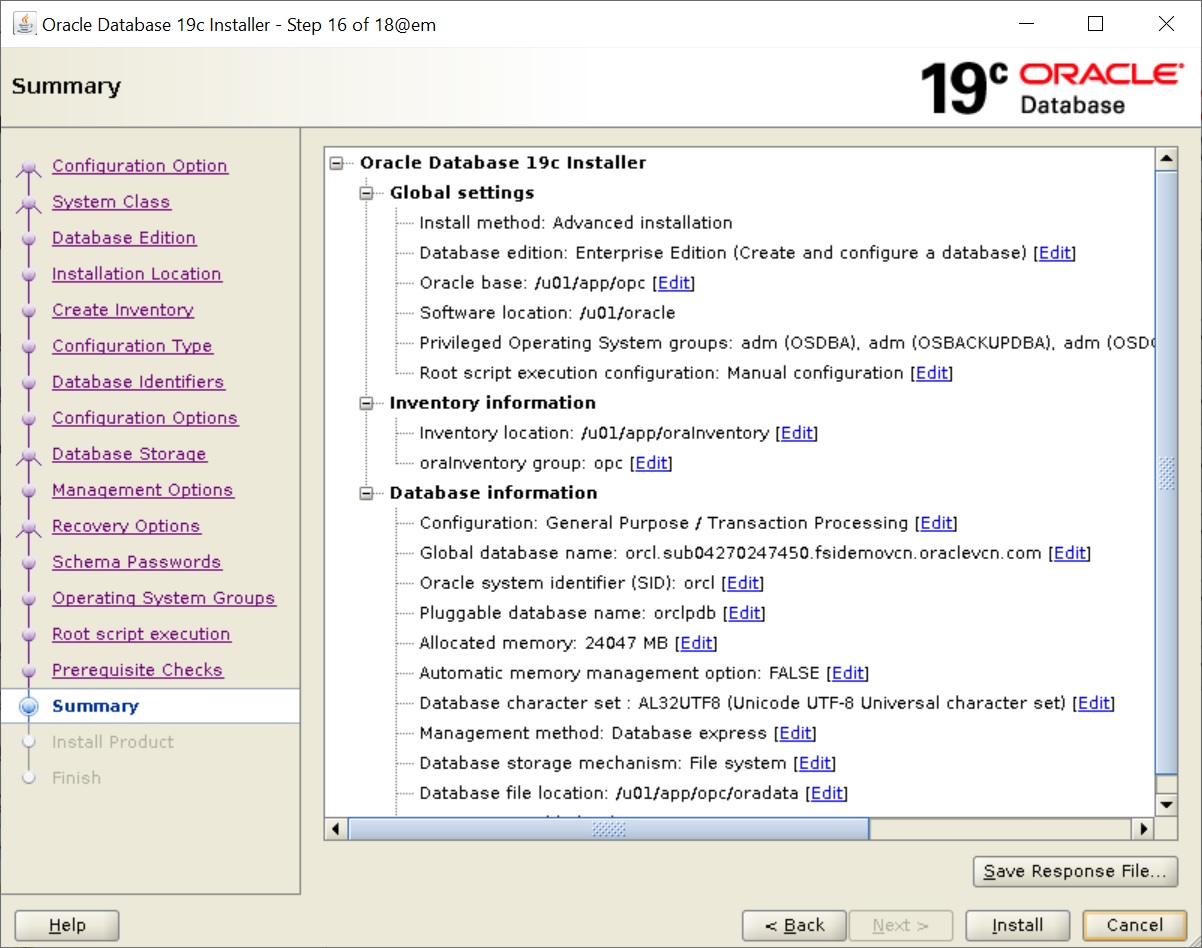 Oracle Database 19c Installer - Step 16 of 18@em
Summary
19c ORACLE
Database
Configuration Option
System Class
Database Edition
Installation Location
Create Inventory
Configuration Type
Database Identifiers
Configuration Options
Database Storage
Management Options
Recovery Options
Schema Passwords
Operating System Groups
Root script execution
Prerequisite Checks
Summary
Install Product
Finish
Oracle Database 19c Installer
Global settings
Install method: Advanced installation
Database edition: Enterprise Edition (Create and configure a database) [Edit]
Oracle base: /u01/app/opc [Edit]
Software location: /u01/oracle
Privileged Operating System groups: adm (OSDBA), adm (OSBACKUPDBA), adm (OSD
Root script execution configuration: Manual configuration [Edit]
Inventory information
Inventory location: /u01/app/oraInventory [Edit]
oraInventory group: opc [Edit]
Database information
Configuration: General Purpose / Transaction Processing [Edit]
Global database name: orcl.sub04270247450.fsidemovcn.oraclevcn.com [Edit]
Oracle system identifier (SID): orcl [Edit]
Pluggable database name: orclpdb [Edit]
Allocated memory: 24047 MB [Edit]
Automatic memory management option: FALSE [Edit]
Database character set : AL32UTF8 (Unicode UTF-8 Universal character set) [Edit]
Management method: Database express [Edit]
Database storage mechanism: File system [Edit]
Database file location: /u01/app/opc/oradata [Edit]
Save Response File...
Help
< Back
Next >
Install
Cancel